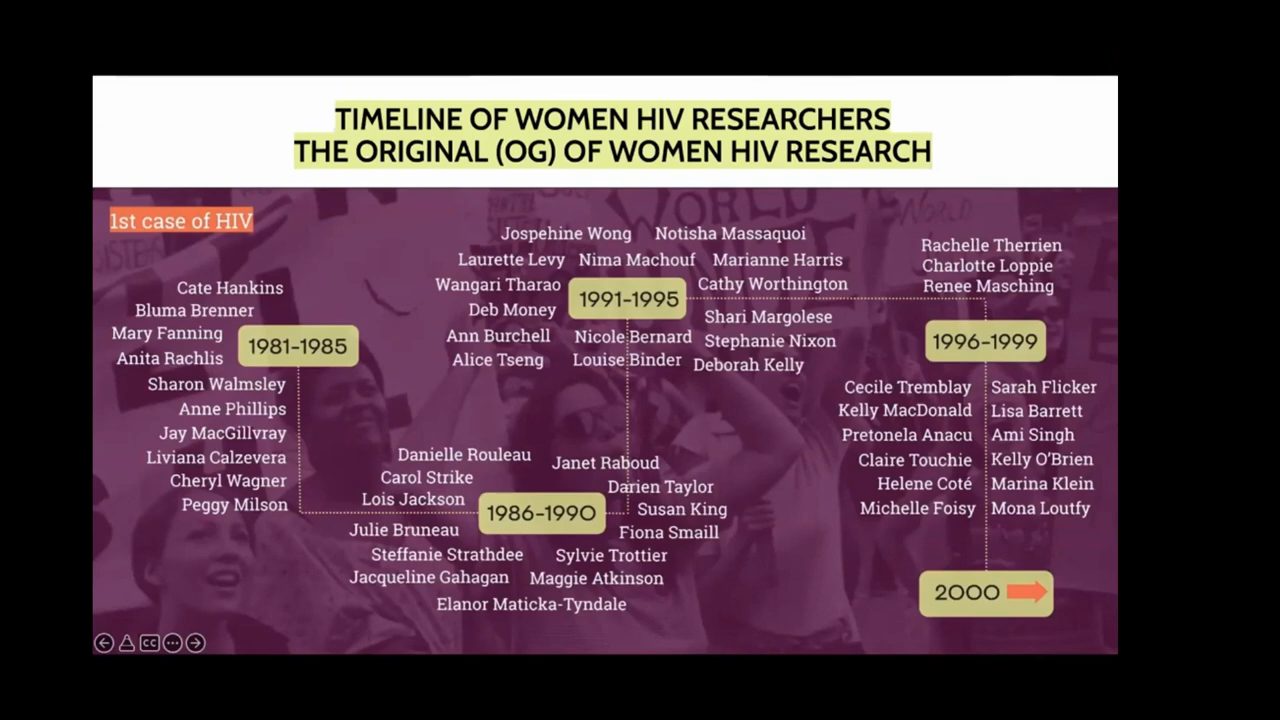 TIMELINE OF WOMEN HIV RESEARCHERS
THE ORIGINAL (OG) OF WOMEN HIV RESEARCH
1st case of HIV
Cate Hankins
Bluma Brenner
Mary Fanning
Anita Rachlis
1981-1985
Sharon Walmsley
Anne Phillips
Jay MacGillvray
Liviana Calzevera
Cheryl Wagner
Peggy Milson
Danielle Rouleau
Carol Strike
Lois Jackson
Janet Raboud
Darien Taylor
Susan King
Fiona Smaill
1986-1990
Julie Bruneau
Steffanie Strathdee
Sylvie Trottier
Jacqueline Gahagan
Maggie Atkinson
Elanor Maticka-Tyndale
Jospehine Wong
Notisha Massaquoi
Laurette Levy
Nima Machouf
Marianne Harris
Wangari Tharao
Cathy Worthington
1991-1995
Deb Money
Shari Margolese
Ann Burchell
Nicole Bernard
Stephanie Nixon
Alice Tseng
Louise Binder
Deborah Kelly
Rachelle Therrien
Charlotte Loppie
Renee Masching
1996-1999
Cecile Tremblay
Sarah Flicker
Kelly MacDonald
Lisa Barrett
Pretonela Anacu
Ami Singh
Claire Touchie
Kelly O'Brien
Helene Coté
Marina Klein
Michelle Foisy
Mona Loutfy
2000
WORLD
CC